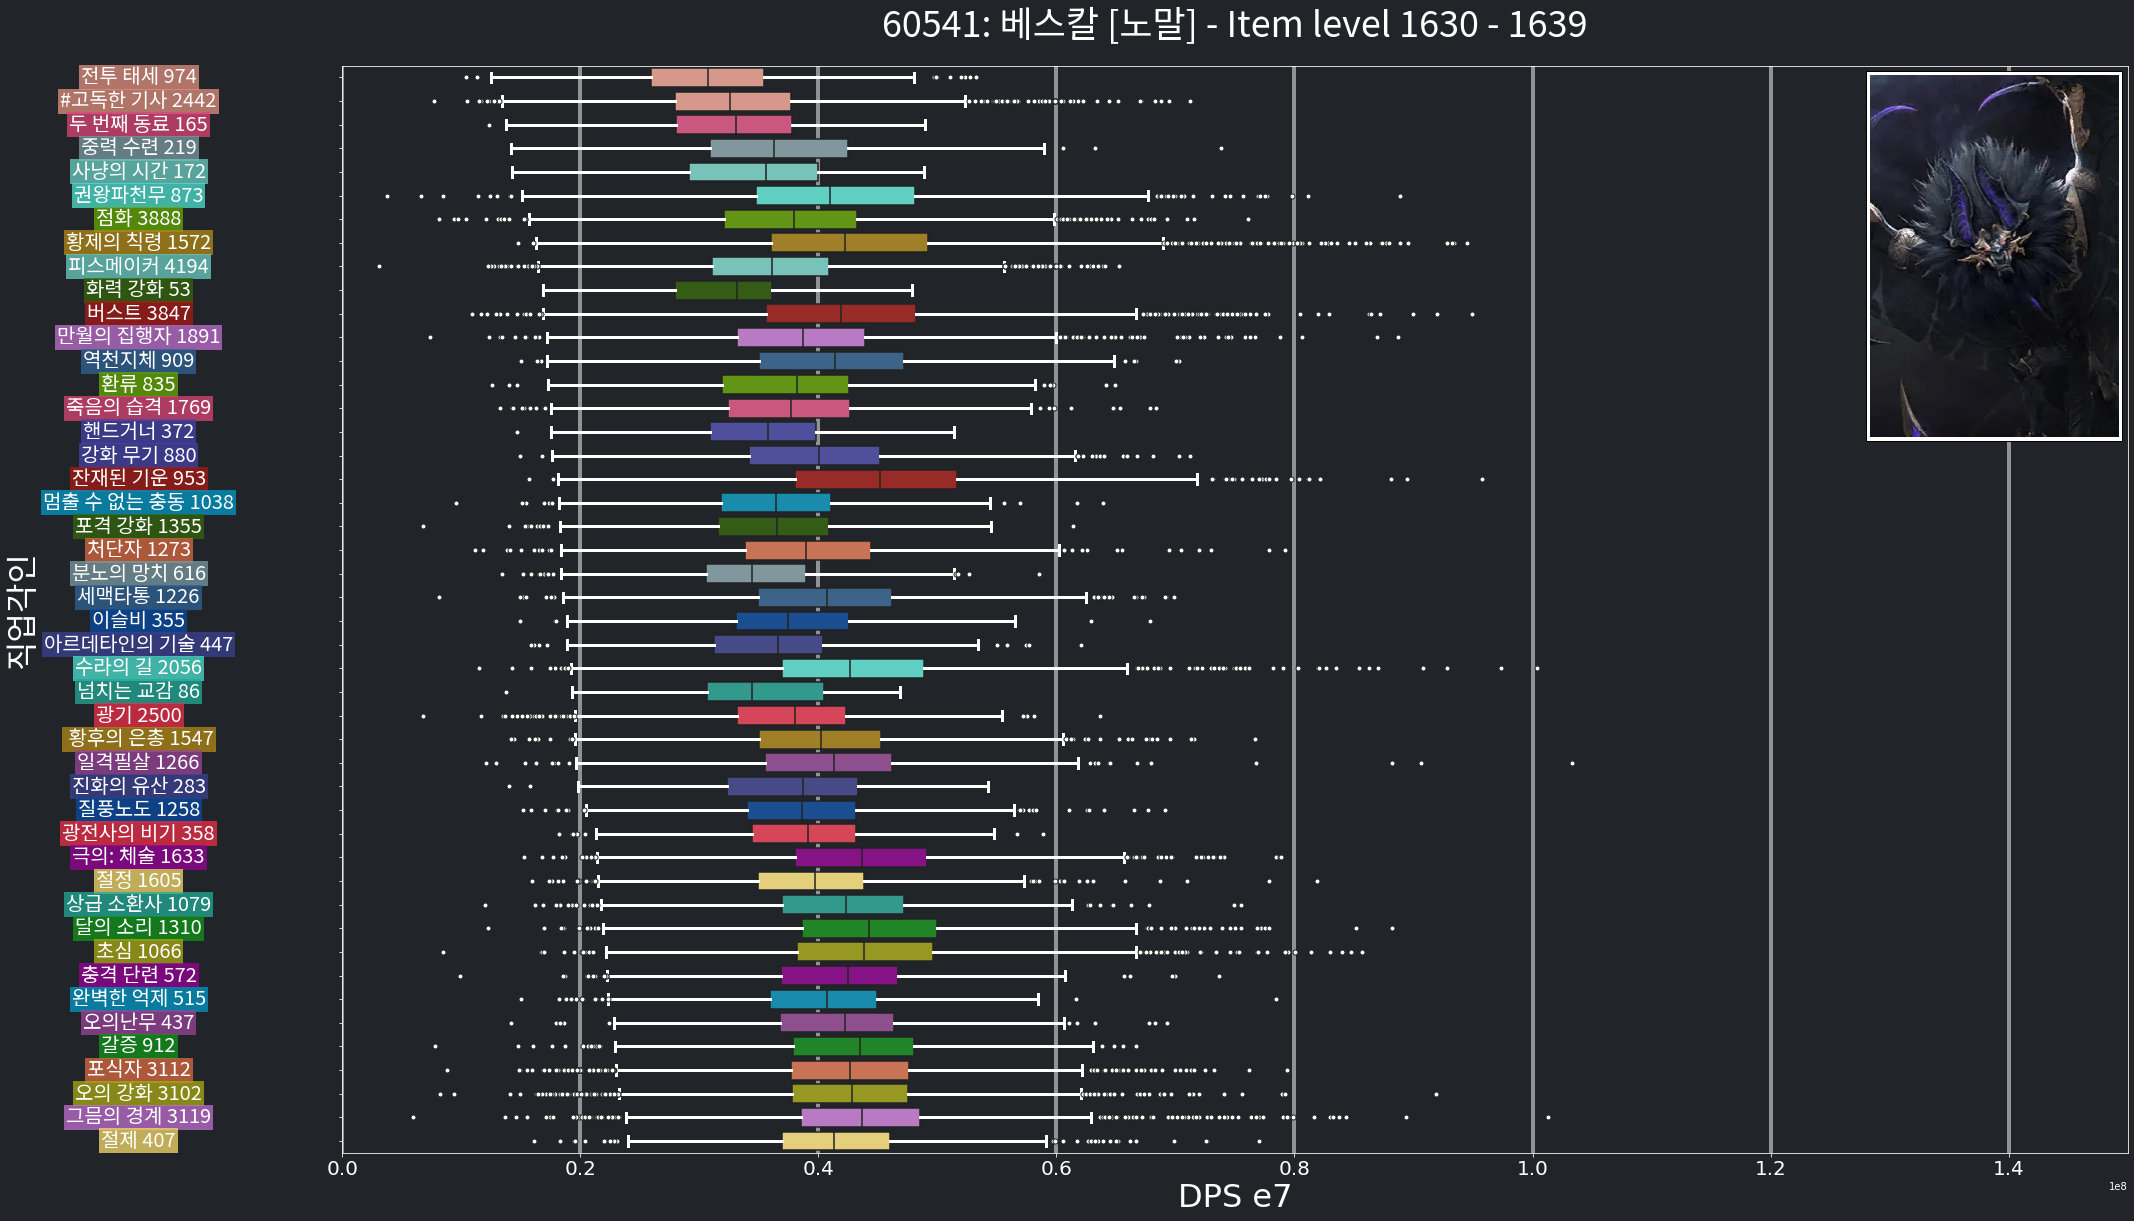 60541: 베스칼 [노말] - Item level 1630 - 1639
전투 태세 974
#고독한 기사 2442
두 번째 동료 165
중력 수련 219
사냥의 시간 172
권왕파천무 873
점화 3888
황제의 칙령 1572
피스메이커 4194
화력 강화 53
버스트 3847
만월의 집행자 1891
역천지체 909
환류 835
죽음의 습격 1769
핸드거너 372
강화 무기 880
잔재된 기운 953
멈출 수 없는 충동 1038
포격 강화 1355
처단자 1273
분노의 망치 616
세맥타통 1226
이슬비 355
아르데타인의 기술 447
수라의 길 2056
넘치는 교감 86
광기 2500
황후의 은총 1547
일격필살 1266
진화의 유산 283
질풍노도 1258
광전사의 비기 358
극의: 체술 1633
절정 1605
상급 소환사 1079
달의 소리 1310
초심 1066
충격 단련 572
완벽한 억제 515
오의난무 437
갈증 912
포식자 3112
오의 강화 3102
그믐의 경계 3119
절제 407
직업각인
0.0 0.2 0.4 0.6 0.8 1.0 1.2 1.4
DPS e7
1e8